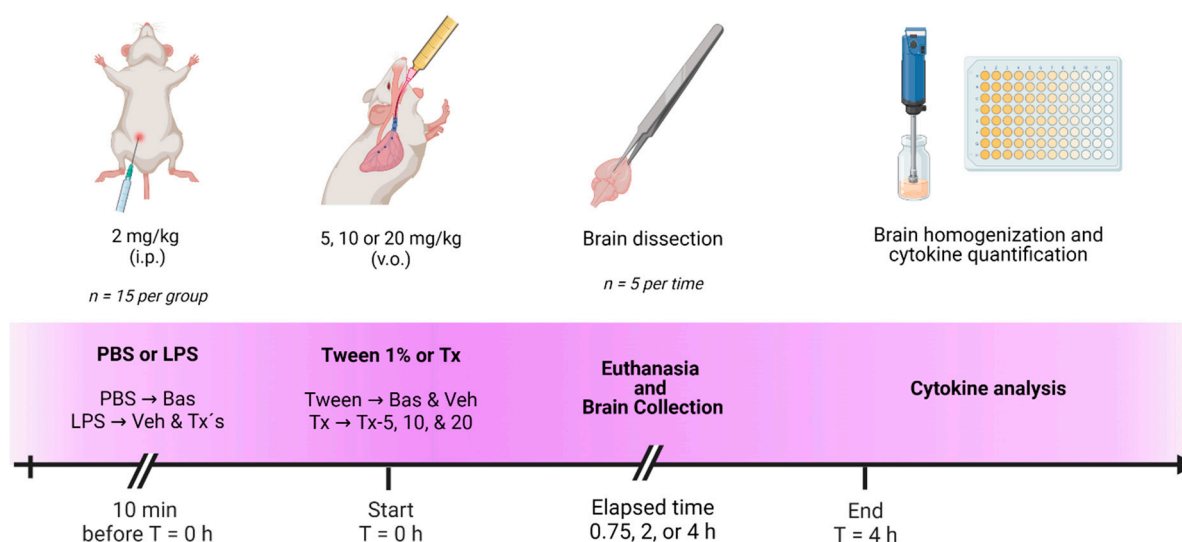 2 mg/kg
(i.p.)
n = 15 per group
5, 10 or 20 mg/kg
(v.o.)
Brain dissection
n = 5 per time
Brain homogenization and
cytokine quantification
PBS or LPS
PBS → Bas
LPS → Veh & Tx´s
Tween 1% or Tx
Tween → Bas & Veh
Tx → Tx-5, 10, & 20
Euthanasia
and
Brain Collection
Cytokine analysis
10 min
before T = 0 h
Start
T = 0 h
Elapsed time
0.75, 2, or 4 h
End
T = 4 h